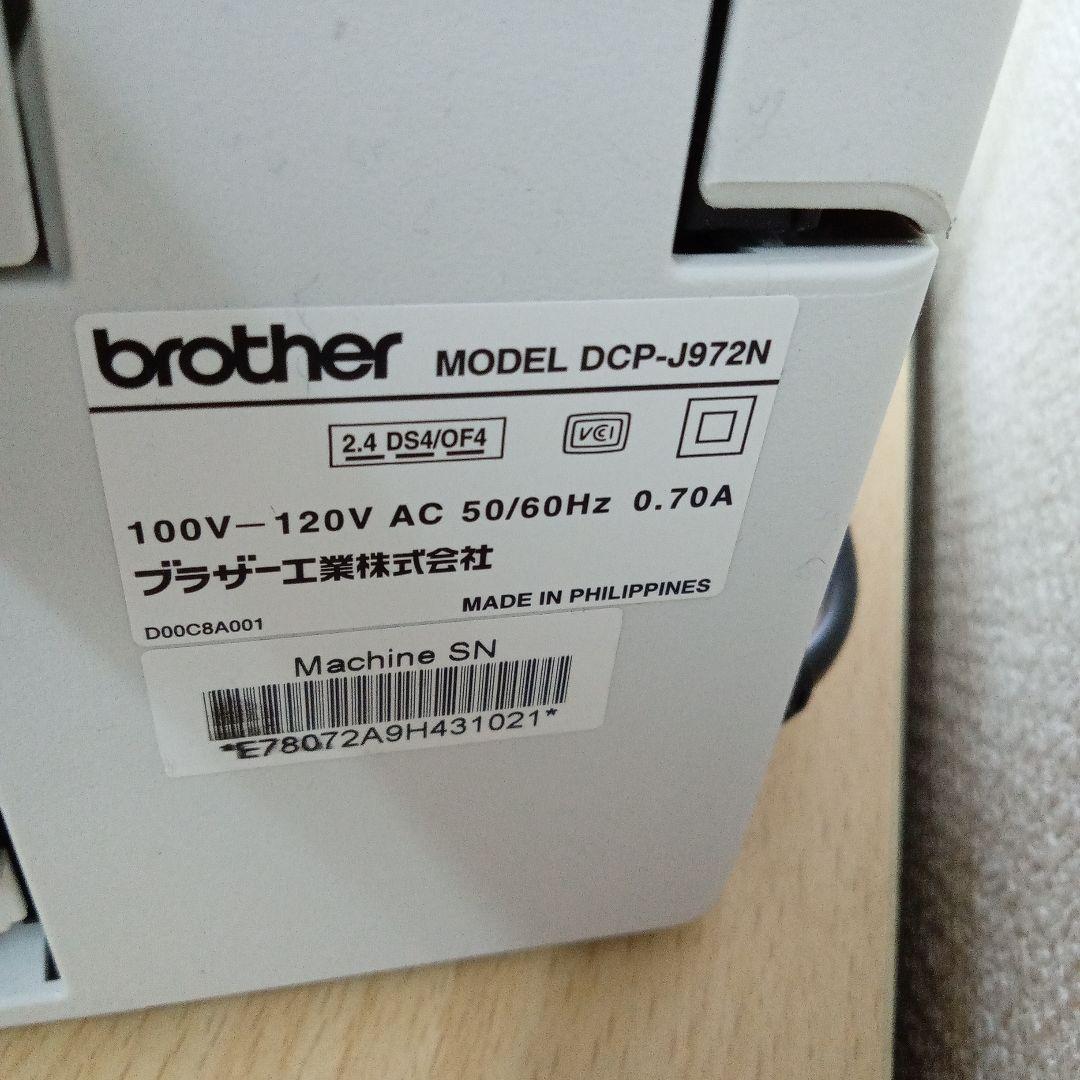 brother MODEL DCP-J972N
2.4 DS4/OF4 VCCI
100V—120V AC 50/60Hz 0.70A
ブラザー工業株式会社
MADE IN PHILIPPINES
D00C8A001
Machine SN
*E78072A9H431021*